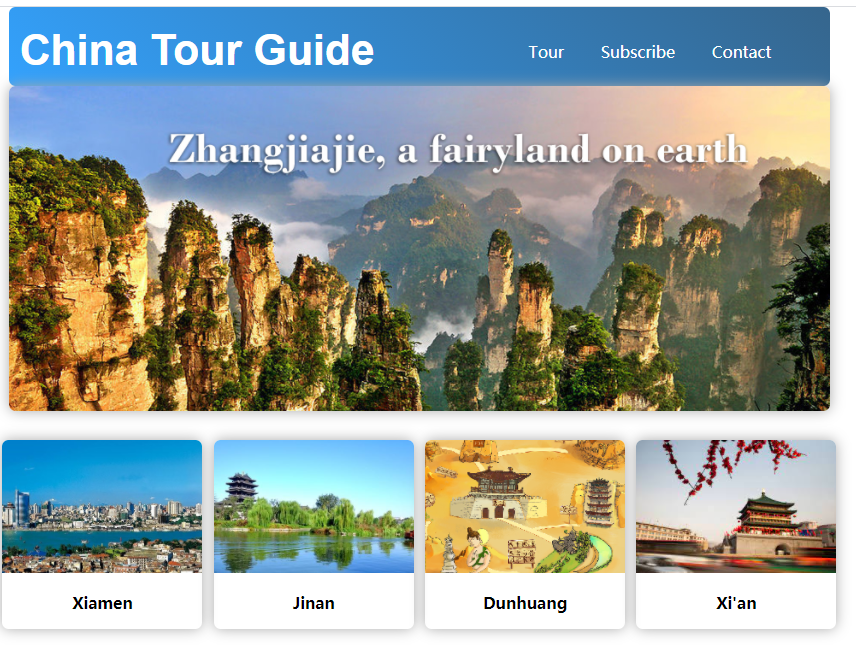 China Tour Guide
Tour Subscribe Contact
Zhangjiajie, a fairyland on earth
Xiamen
Jinan
Dunhuang
Xi'an